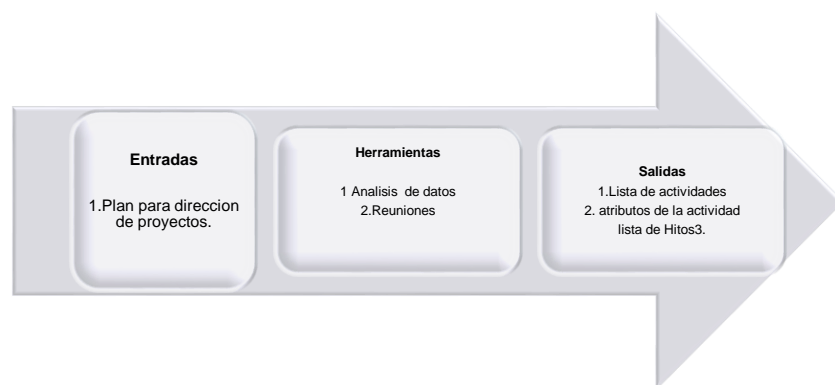 Entradas
1.Plan para direccion
de proyectos.
Herramientas
1 Analisis de datos
2.Reuniones
Salidas
1.Lista de actividades
2. atributos de la actividad
lista de Hitos3.